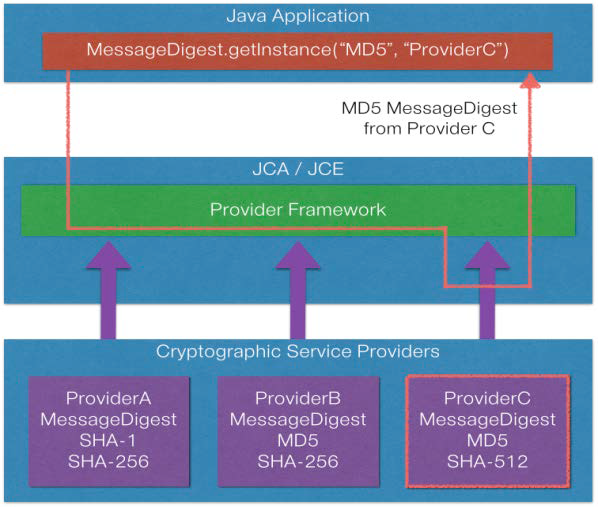 Java Application
MessageDigest.getInstance(“MD5”, “ProviderC”)
MD5 MessageDigest
from Provider C
JCA / JCE
Provider Framework
Cryptographic Service Providers
ProviderA
MessageDigest
SHA-1
SHA-256
ProviderB
MessageDigest
MD5
SHA-256
ProviderC
MessageDigest
MD5
SHA-512